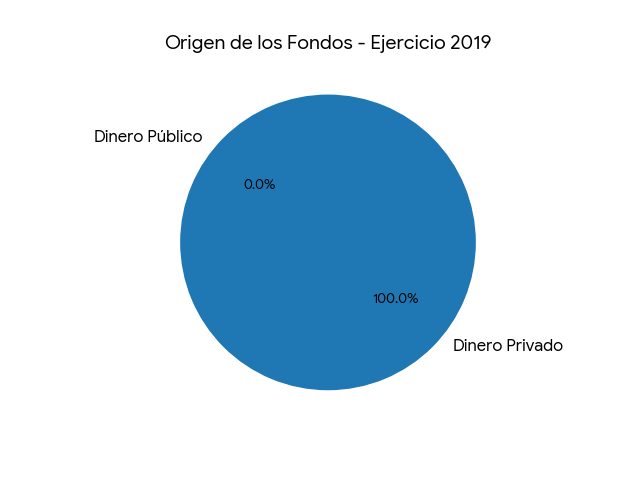 Origen de los Fondos - Ejercicio 2019
Dinero Público
0.0%
100.0%
Dinero Privado